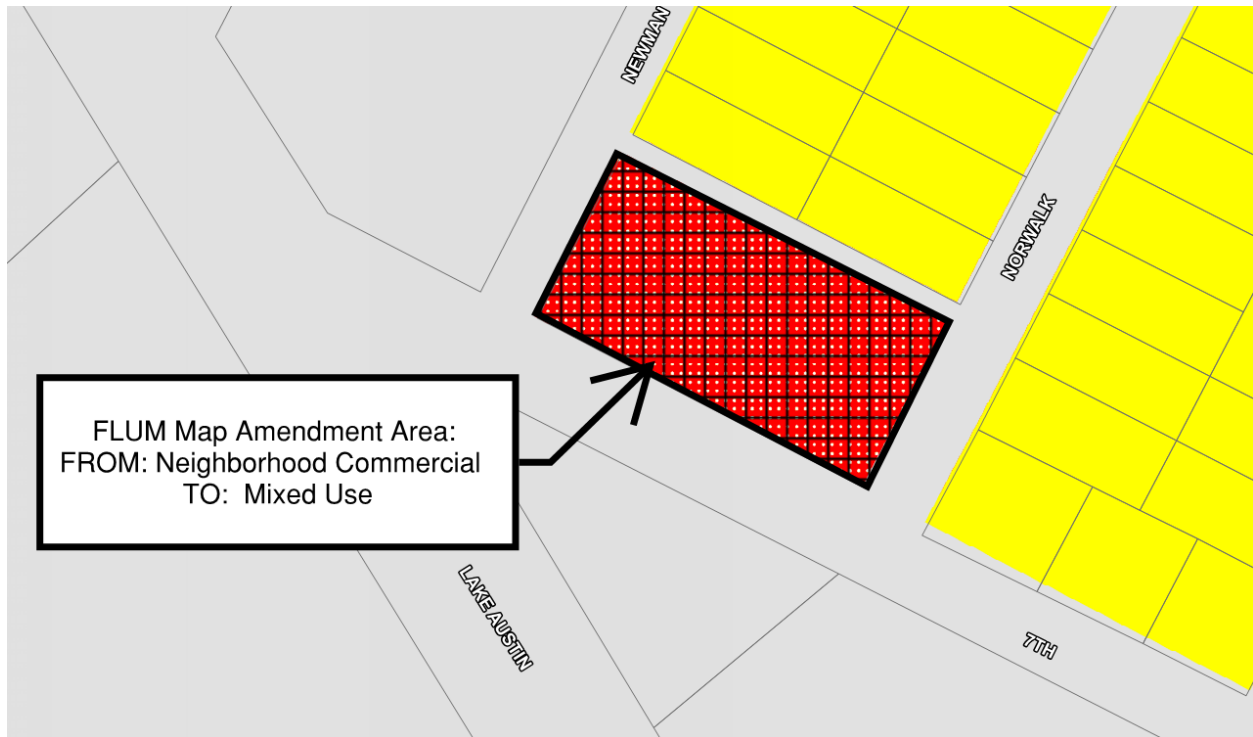 NEWMAN
NORWALK
FLUM Map Amendment Area:
FROM: Neighborhood Commercial
TO:  Mixed Use
LAKE AUSTIN
7TH